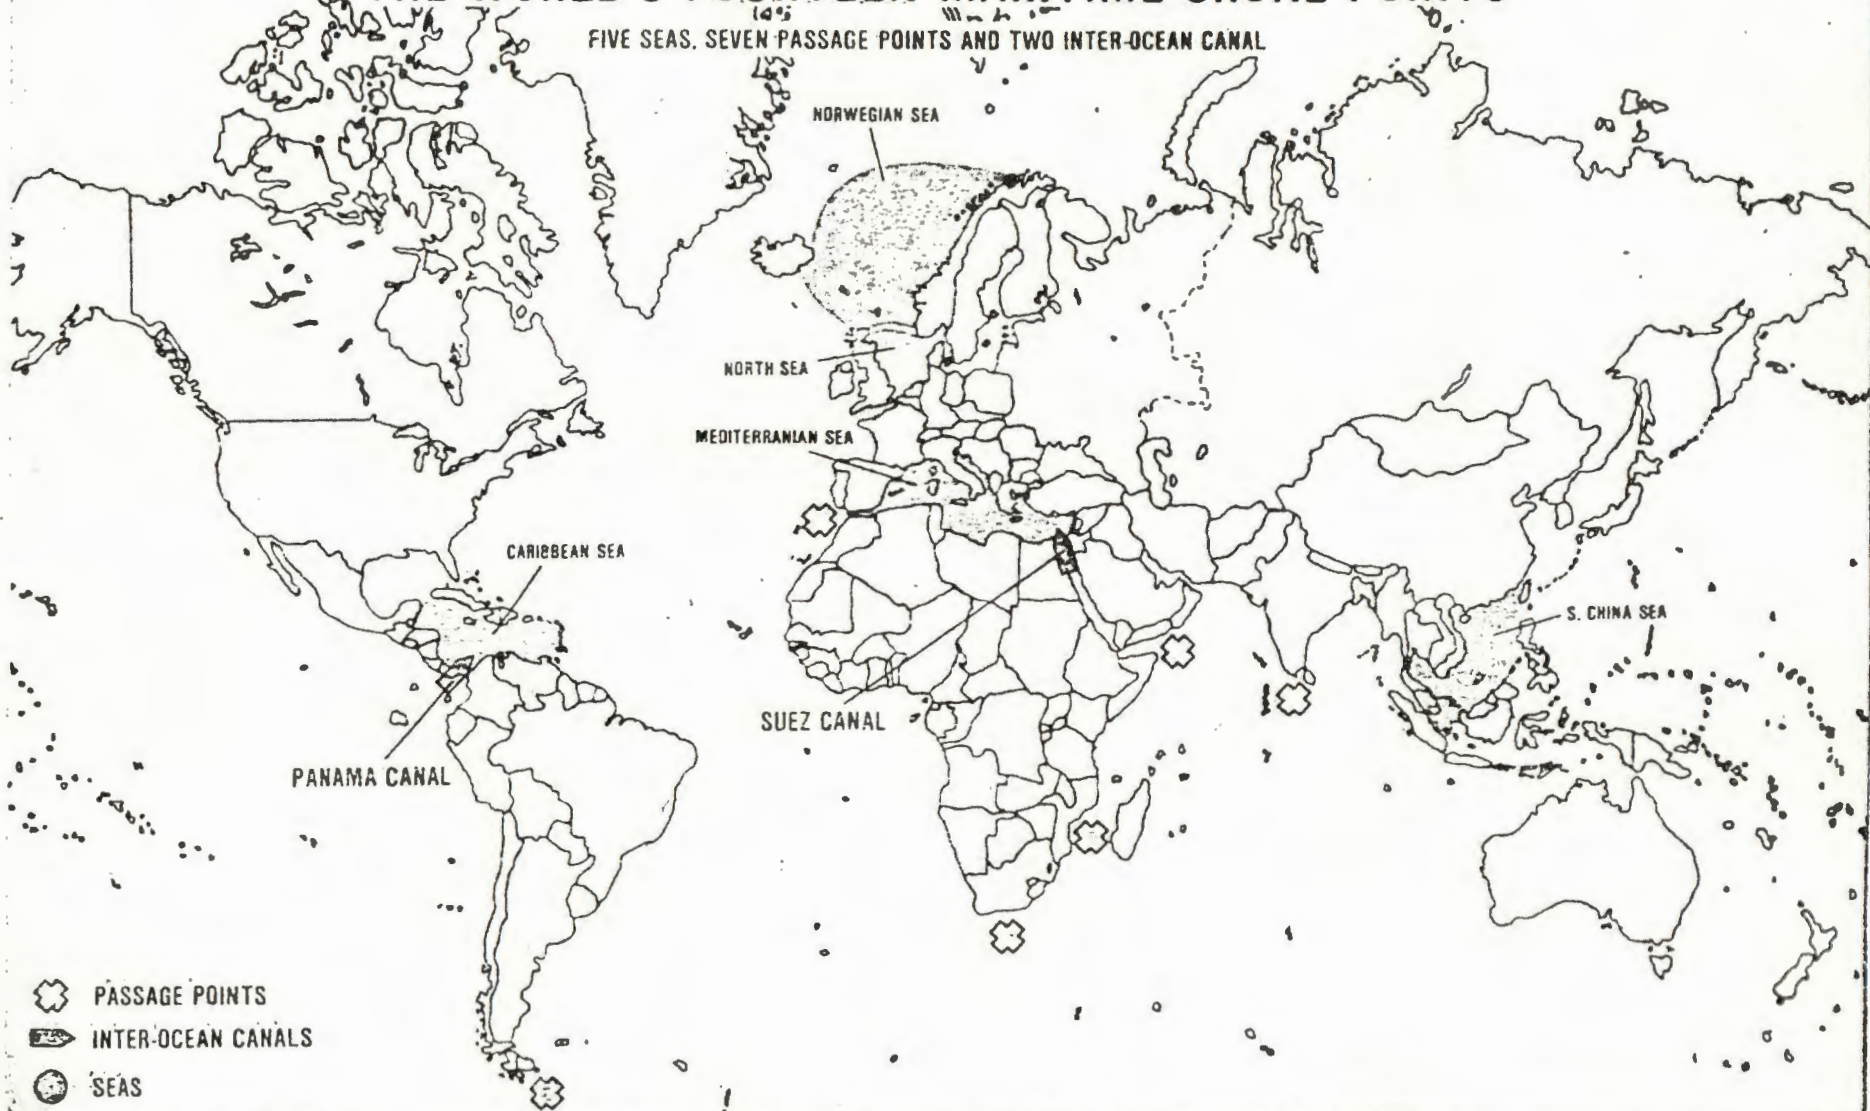 FIVE SEAS. SEVEN PASSAGE POINTS AND TWO INTER-OCEAN CANAL
NORWEGIAN SEA
NORTH SEA
MEDITERRANIAN SEA
CARIBBEAN SEA
S. CHINA SEA
SUEZ CANAL
PANAMA CANAL
PASSAGE POINTS
INTER-OCEAN CANALS
SEAS